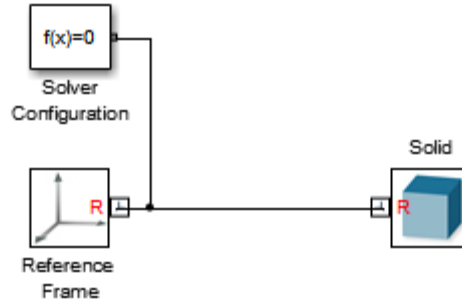 f(x)=0
Solver
Configuration
Solid
R
R
Reference
Frame